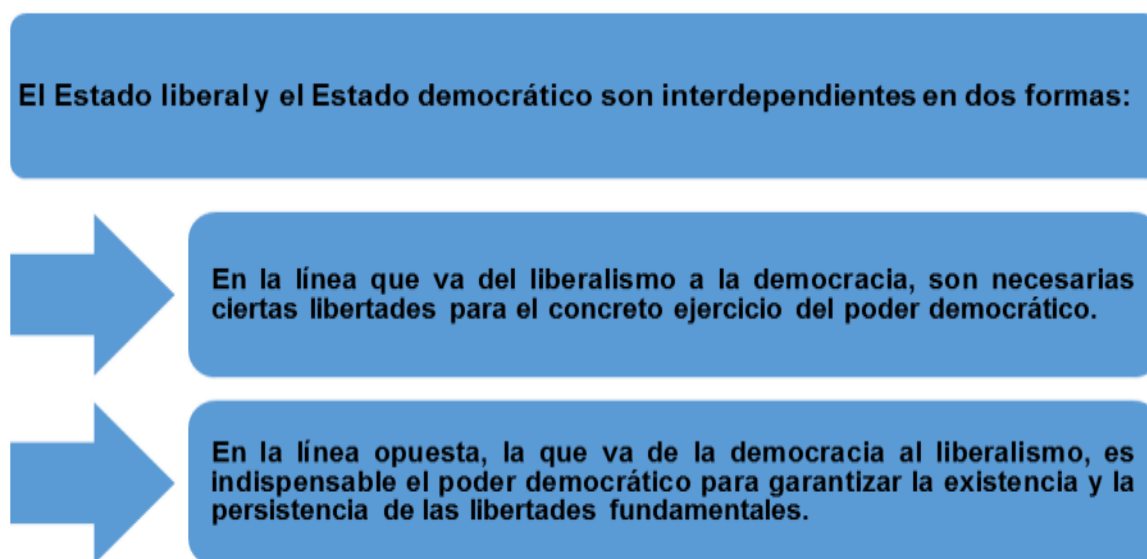 El Estado liberal y el Estado democrático son interdependientes en dos formas:
En la línea que va del liberalismo a la democracia, son necesarias
ciertas libertades para el concreto ejercicio del poder democrático.
En la línea opuesta, la que va de la democracia al liberalismo, es
indispensable el poder democrático para garantizar la existencia y la
persistencia de las libertades fundamentales.